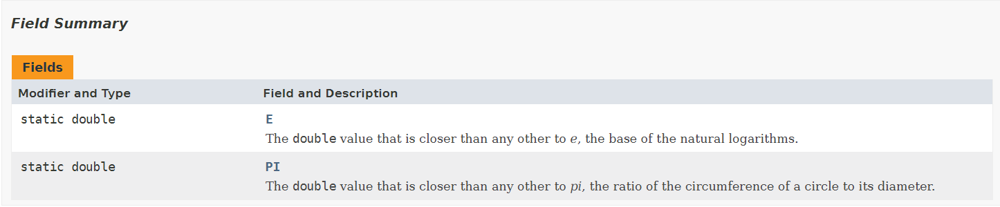 Field Summary
Fields
Modifier and Type Field and Description
static double E
The double value that is closer than any other to e, the base of the natural logarithms.
static double PI
The double value that is closer than any other to pi, the ratio of the circumference of a circle to its diameter.